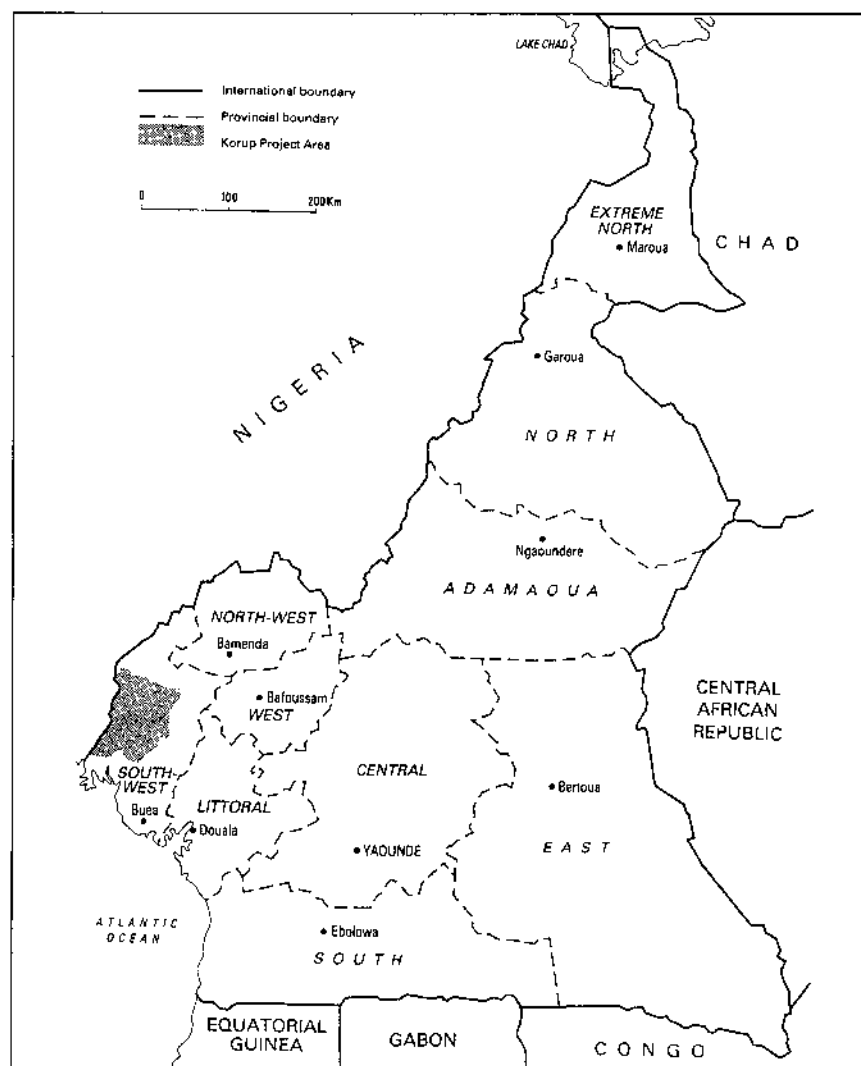 LAKE CHAD
International boundary
Provincial boundary
Korup Project Area
0 100 200 Km
EXTREME
NORTH
Maroua
CHAD
NIGERIA
Garoua
NORTH
Ngaoundere
ADAMAOUA
NORTH-WEST
Bamenda
Bafoussam
WEST
CENTRAL
AFRICAN
REPUBLIC
SOUTH-
WEST
CENTRAL
Bertoua
Buea
LITTORAL
Douala
YAOUNDE
EAST
ATLANTIC
OCEAN
Ebolowa
SOUTH
EQUATORIAL
GUINEA
GABON
CONGO